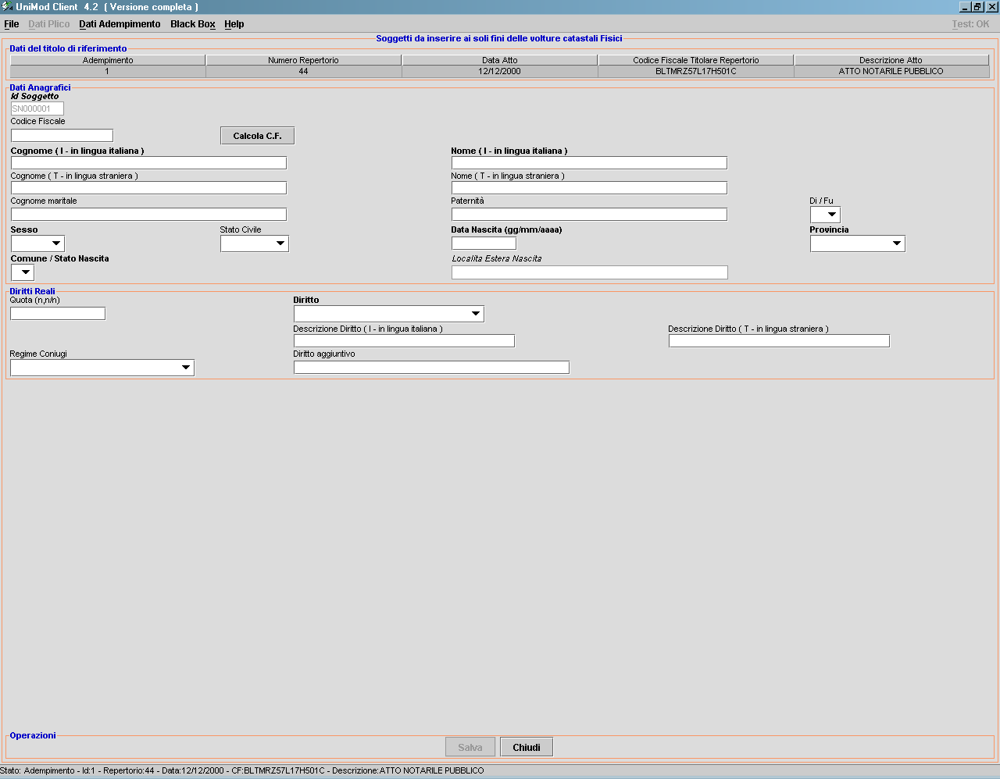 UniMod Client 4.2 ( Versione completa )
File Dati Plico Dati Adempimento Black Box Help Test: OK
Soggetti da inserire ai soli fini delle volture catastali Fisici
Dati del titolo di riferimento
Adempimento Numero Repertorio Data Atto Codice Fiscale Titolare Repertorio Descrizione Atto
1 44 12/12/2000 BLTMRZ57L17H501C ATTO NOTARILE PUBBLICO
Dati Anagrafici
Id Soggetto
SN000001
Codice Fiscale
Calcola C.F.
Cognome ( I - in lingua italiana ) Nome ( I - in lingua italiana )
Cognome ( T - in lingua straniera ) Nome ( T - in lingua straniera )
Cognome maritale Paternità Di / Fu
Sesso Stato Civile Data Nascita (gg/mm/aaaa) Provincia
Comune / Stato Nascita Localita Estera Nascita
Diritti Reali
Quota (n,n/n) Diritto
Descrizione Diritto ( I - in lingua italiana ) Descrizione Diritto ( T - in lingua straniera )
Regime Coniugi Diritto aggiuntivo
Operazioni
Salva Chiudi
Stato: Adempimento - Id:1 - Repertorio:44 - Data:12/12/2000 - CF:BLTMRZ57L17H501C - Descrizione:ATTO NOTARILE PUBBLICO